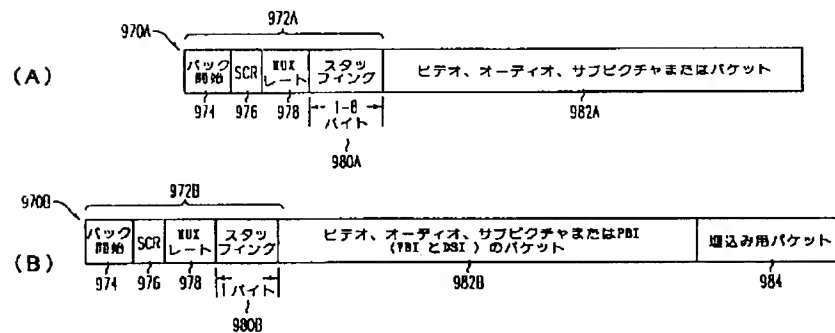 972A
970A
(A)
パック
開始
SCR
MUX
レート
スタッ
フィング
ビデオ、オーディオ、サブピクチャまたはパケット
974
976
978
1-8
バイト
980A
982A
972B
970B
(B)
パック
開始
SCR
MUX
レート
スタッ
フィング
ビデオ、オーディオ、サブピクチャまたはPBI
(PBIとDSI)のパケット
埋込み用パケット
974
976
978
1バイト
980B
982B
984